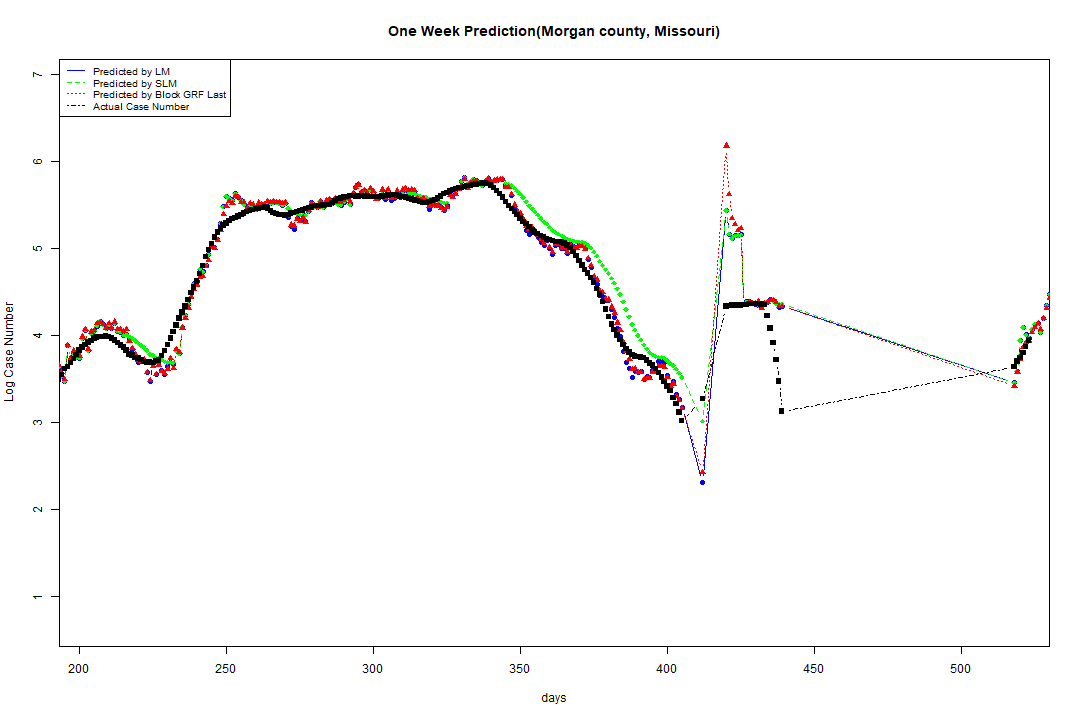 One Week Prediction(Morgan county, Missouri)
Predicted by LM
Predicted by SLM
Predicted by Block GRF Last
Actual Case Number
7
6
5
4
3
2
1
Log Case Number
200 250 300 350 400 450 500
days